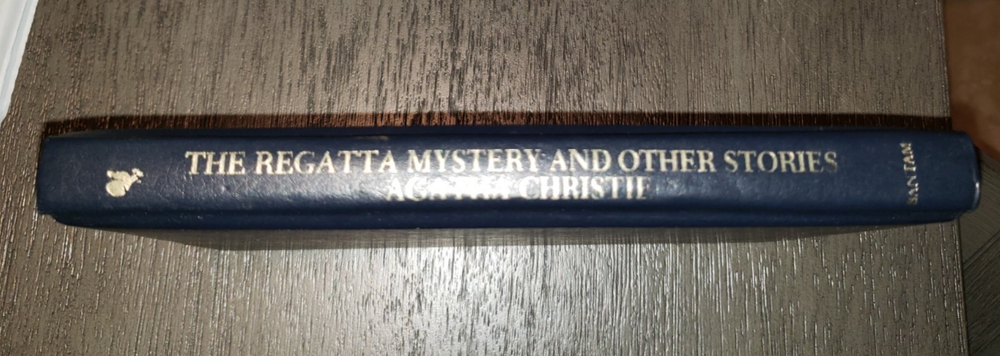 THE REGATTA MYSTERY AND OTHER STORIES
AGATHA CHRISTIE
BANTAM